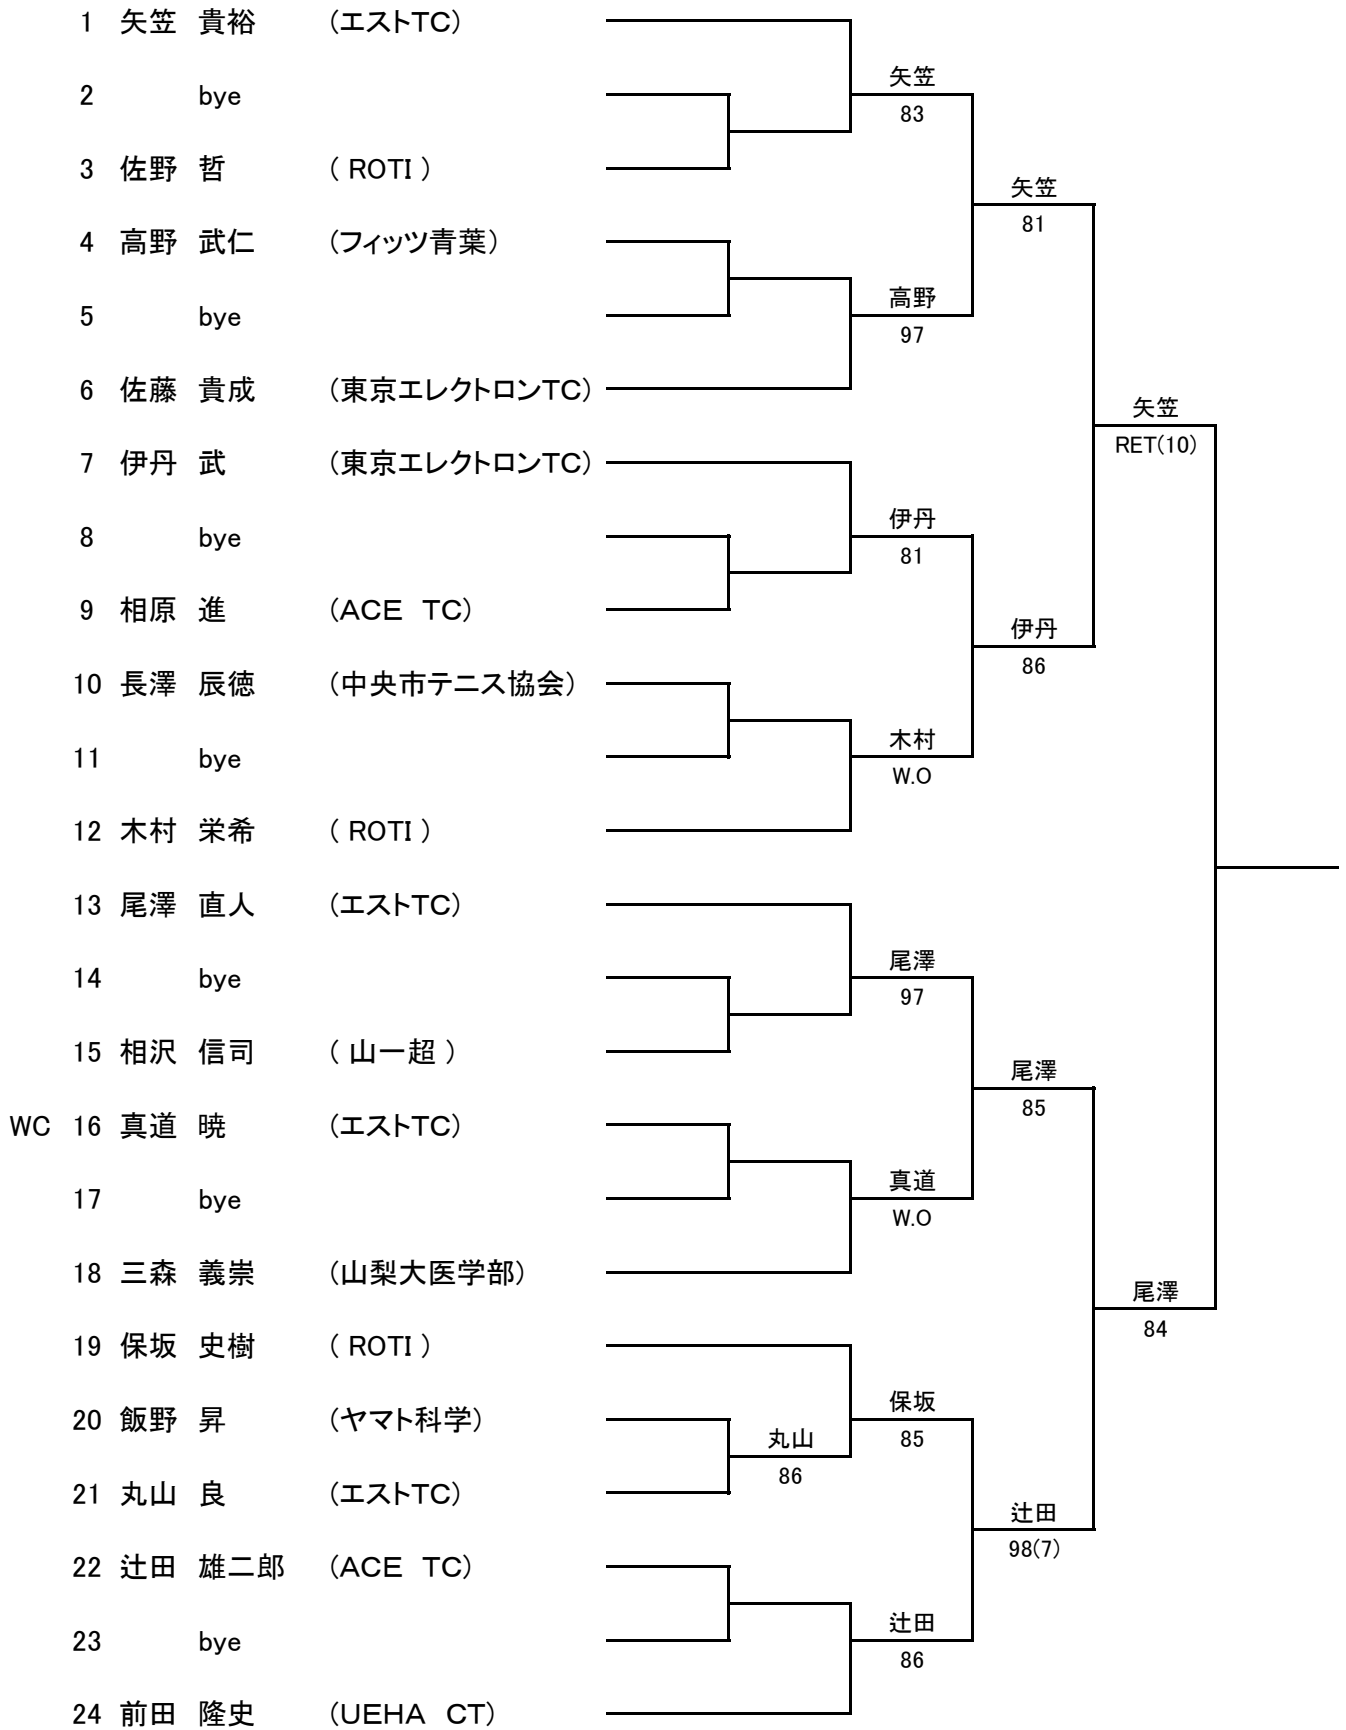 1 矢笠 貴裕 (エストTC)
矢笠
2 bye
83
3 佐野 哲 ( ROTI )
矢笠
81
4 高野 武仁 (フィッツ青葉)
高野
5 bye
97
6 佐藤 貴成 (東京エレクトロンTC)
矢笠
RET(10)
7 伊丹 武 (東京エレクトロンTC)
伊丹
8 bye
81
9 相原 進 (ACE TC)
伊丹
86
10 長澤 辰徳 (中央市テニス協会)
木村
11 bye
W.O
12 木村 栄希 ( ROTI )
13 尾澤 直人 (エストTC)
尾澤
14 bye
97
15 相沢 信司 ( 山一超 )
尾澤
85
WC 16 真道 暁 (エストTC)
真道
17 bye
W.O
18 三森 義崇 (山梨大医学部)
尾澤
84
19 保坂 史樹 ( ROTI )
保坂
20 飯野 昇 (ヤマト科学)
85
丸山
86
21 丸山 良 (エストTC)
辻田
98(7)
22 辻田 雄二郎 (ACE TC)
辻田
23 bye
86
24 前田 隆史 (UEHA CT)